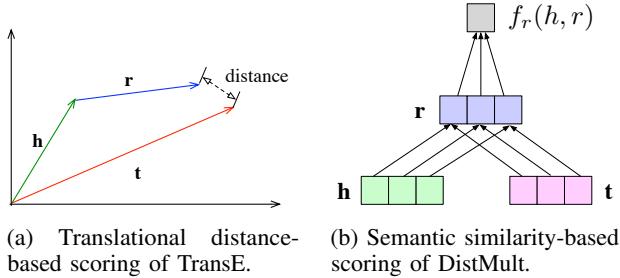 r
distance
h
t
(a) Translational distance-
based scoring of TransE.
f_r(h, r)
r
h
t
(b) Semantic similarity-based
scoring of DistMult.